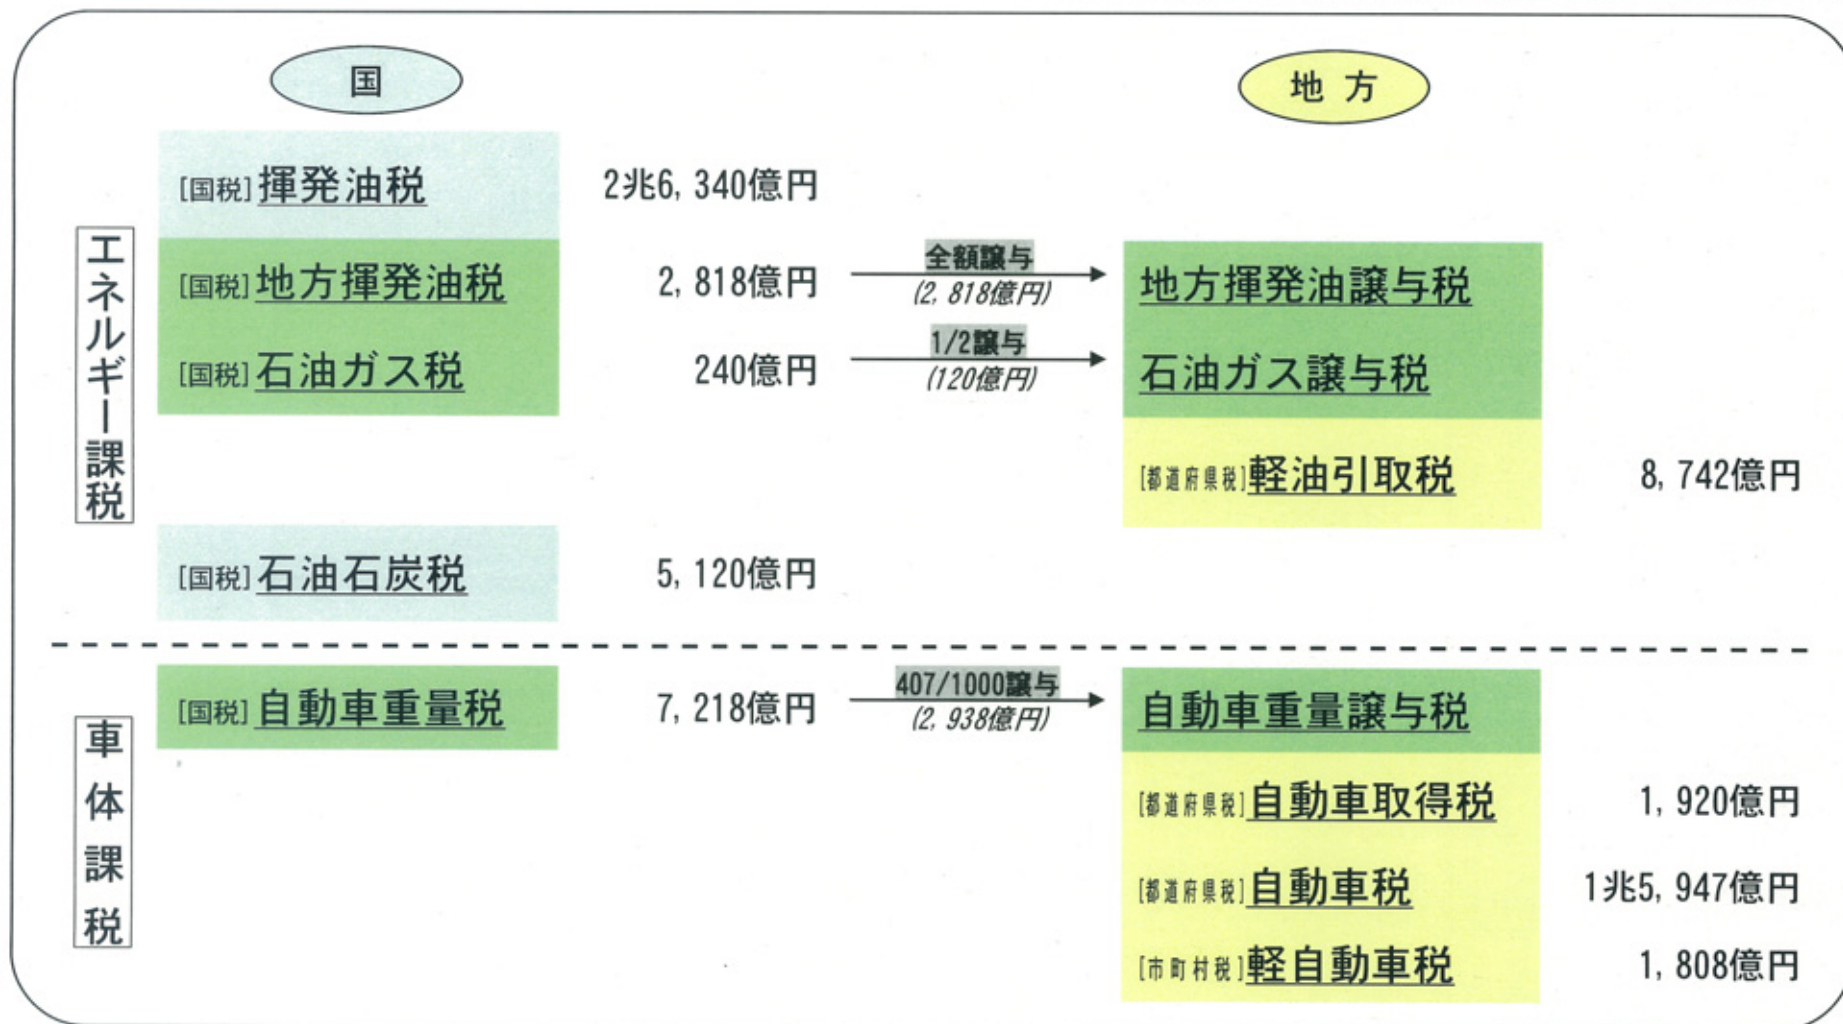 国
地方
エネルギー課税
[国税]揮発油税 2兆6,340億円
[国税]地方揮発油税 2,818億円 全額譲与 (2,818億円) 地方揮発油譲与税
[国税]石油ガス税 240億円 1/2譲与 (120億円) 石油ガス譲与税
[都道府県税]軽油引取税 8,742億円
[国税]石油石炭税 5,120億円
車体課税
[国税]自動車重量税 7,218億円 407/1000譲与 (2,938億円) 自動車重量譲与税
[都道府県税]自動車取得税 1,920億円
[都道府県税]自動車税 1兆5,947億円
[市町村税]軽自動車税 1,808億円